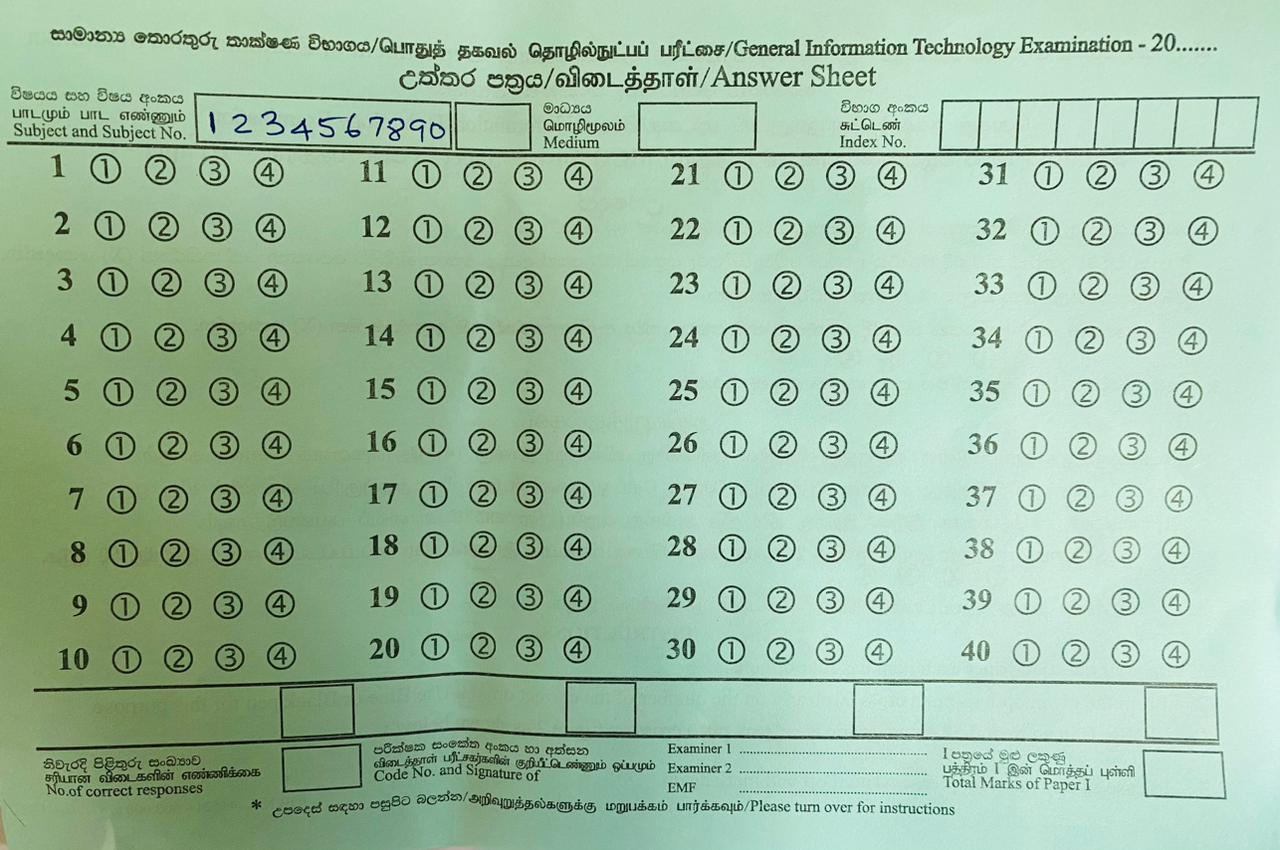 සාමාන්‍ය තොරතුරු තාක්ෂණ විභාගය/பொதுத் தகவல் தொழில்நுட்பப் பரீட்சை/General Information Technology Examination - 20.......
උත්තර පත්‍රය/விடைத்தாள்/Answer Sheet
විෂයය සහ විෂය අංකය
பாடமும் பாட எண்ணும்
Subject and Subject No.
1234567890
මාධ්‍යය
மொழிமூலம்
Medium
විභාග අංකය
சுட்டெண்
Index No.
1 ① ② ③ ④ 11 ① ② ③ ④ 21 ① ② ③ ④ 31 ① ② ③ ④
2 ① ② ③ ④ 12 ① ② ③ ④ 22 ① ② ③ ④ 32 ① ② ③ ④
3 ① ② ③ ④ 13 ① ② ③ ④ 23 ① ② ③ ④ 33 ① ② ③ ④
4 ① ② ③ ④ 14 ① ② ③ ④ 24 ① ② ③ ④ 34 ① ② ③ ④
5 ① ② ③ ④ 15 ① ② ③ ④ 25 ① ② ③ ④ 35 ① ② ③ ④
6 ① ② ③ ④ 16 ① ② ③ ④ 26 ① ② ③ ④ 36 ① ② ③ ④
7 ① ② ③ ④ 17 ① ② ③ ④ 27 ① ② ③ ④ 37 ① ② ③ ④
8 ① ② ③ ④ 18 ① ② ③ ④ 28 ① ② ③ ④ 38 ① ② ③ ④
9 ① ② ③ ④ 19 ① ② ③ ④ 29 ① ② ③ ④ 39 ① ② ③ ④
10 ① ② ③ ④ 20 ① ② ③ ④ 30 ① ② ③ ④ 40 ① ② ③ ④
නිවැරදි පිළිතුරු සංඛ්‍යාව
சரியான விடைகளின் எண்ணிக்கை
No.of correct responses
පරීක්ෂක සංකේත අංකය හා අත්සන
விடைத்தாள் பரீட்சகர்களின் குறியீட்டெண்ணும் ஒப்பமும்
Code No. and Signature of
Examiner 1 ..........................................
Examiner 2 ..........................................
EMF ..........................................
I පත්‍රයේ මුළු ලකුණු
பத்திரம் I இன் மொத்தப் புள்ளி
Total Marks of Paper I
* උපදෙස් සඳහා පසුපිට බලන්න/அறிவுறுத்தல்களுக்கு மறுபக்கம் பார்க்கவும்/Please turn over for instructions